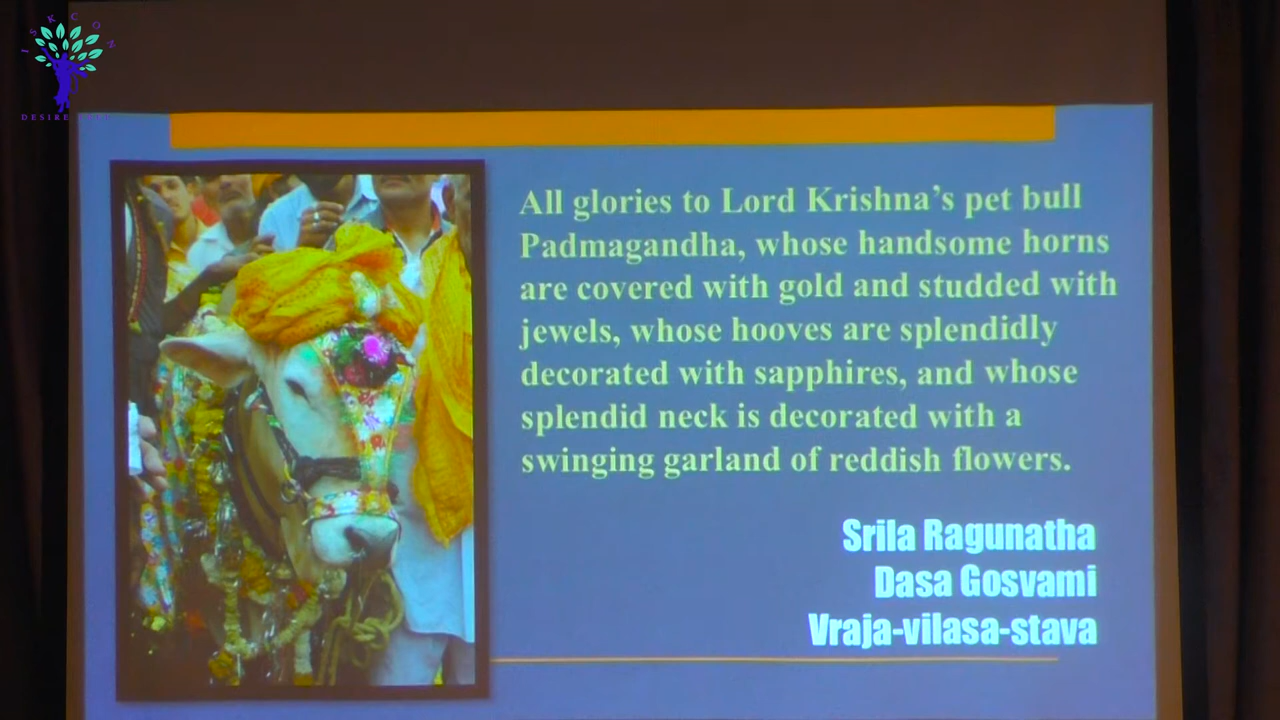 ISKCON
DESIRE
All glories to Lord Krishna's pet bull
Padmagandha, whose handsome horns
are covered with gold and studded with
jewels, whose hooves are splendidly
decorated with sapphires, and whose
splendid neck is decorated with a
swinging garland of reddish flowers.
Srila Ragunatha
Dasa Gosvami
Vraja-vilasa-stava